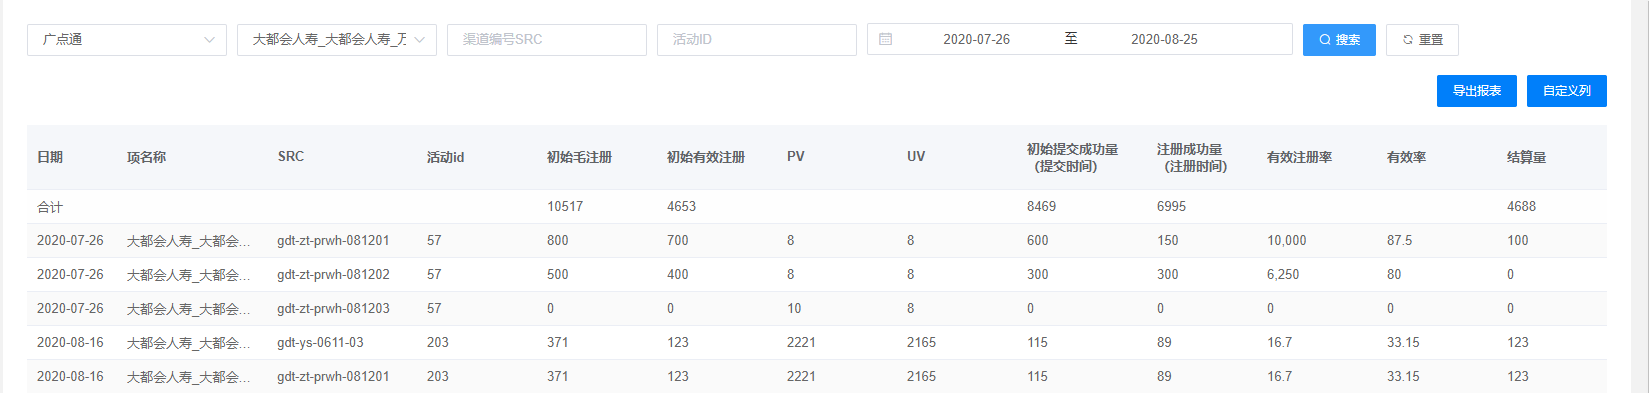 广点通 大都会人寿_大都会人寿_万 渠道编号SRC 活动ID 2020-07-26 至 2020-08-25 搜索 重置
导出报表 自定义列
日期 项名称 SRC 活动id 初始毛注册 初始有效注册 PV UV 初始提交成功量 注册成功量 有效注册率 有效率 结算量
（提交时间） （注册时间）
合计 10517 4653 8469 6995 4688
2020-07-26 大都会人寿_大都会... gdt-zt-prwh-081201 57 800 700 8 8 600 150 10,000 87.5 100
2020-07-26 大都会人寿_大都会... gdt-zt-prwh-081202 57 500 400 8 8 300 300 6,250 80 0
2020-07-26 大都会人寿_大都会... gdt-zt-prwh-081203 57 0 0 10 8 0 0 0 0 0
2020-08-16 大都会人寿_大都会... gdt-ys-0611-03 203 371 123 2221 2165 115 89 16.7 33.15 123
2020-08-16 大都会人寿_大都会... gdt-zt-prwh-081201 203 371 123 2221 2165 115 89 16.7 33.15 123